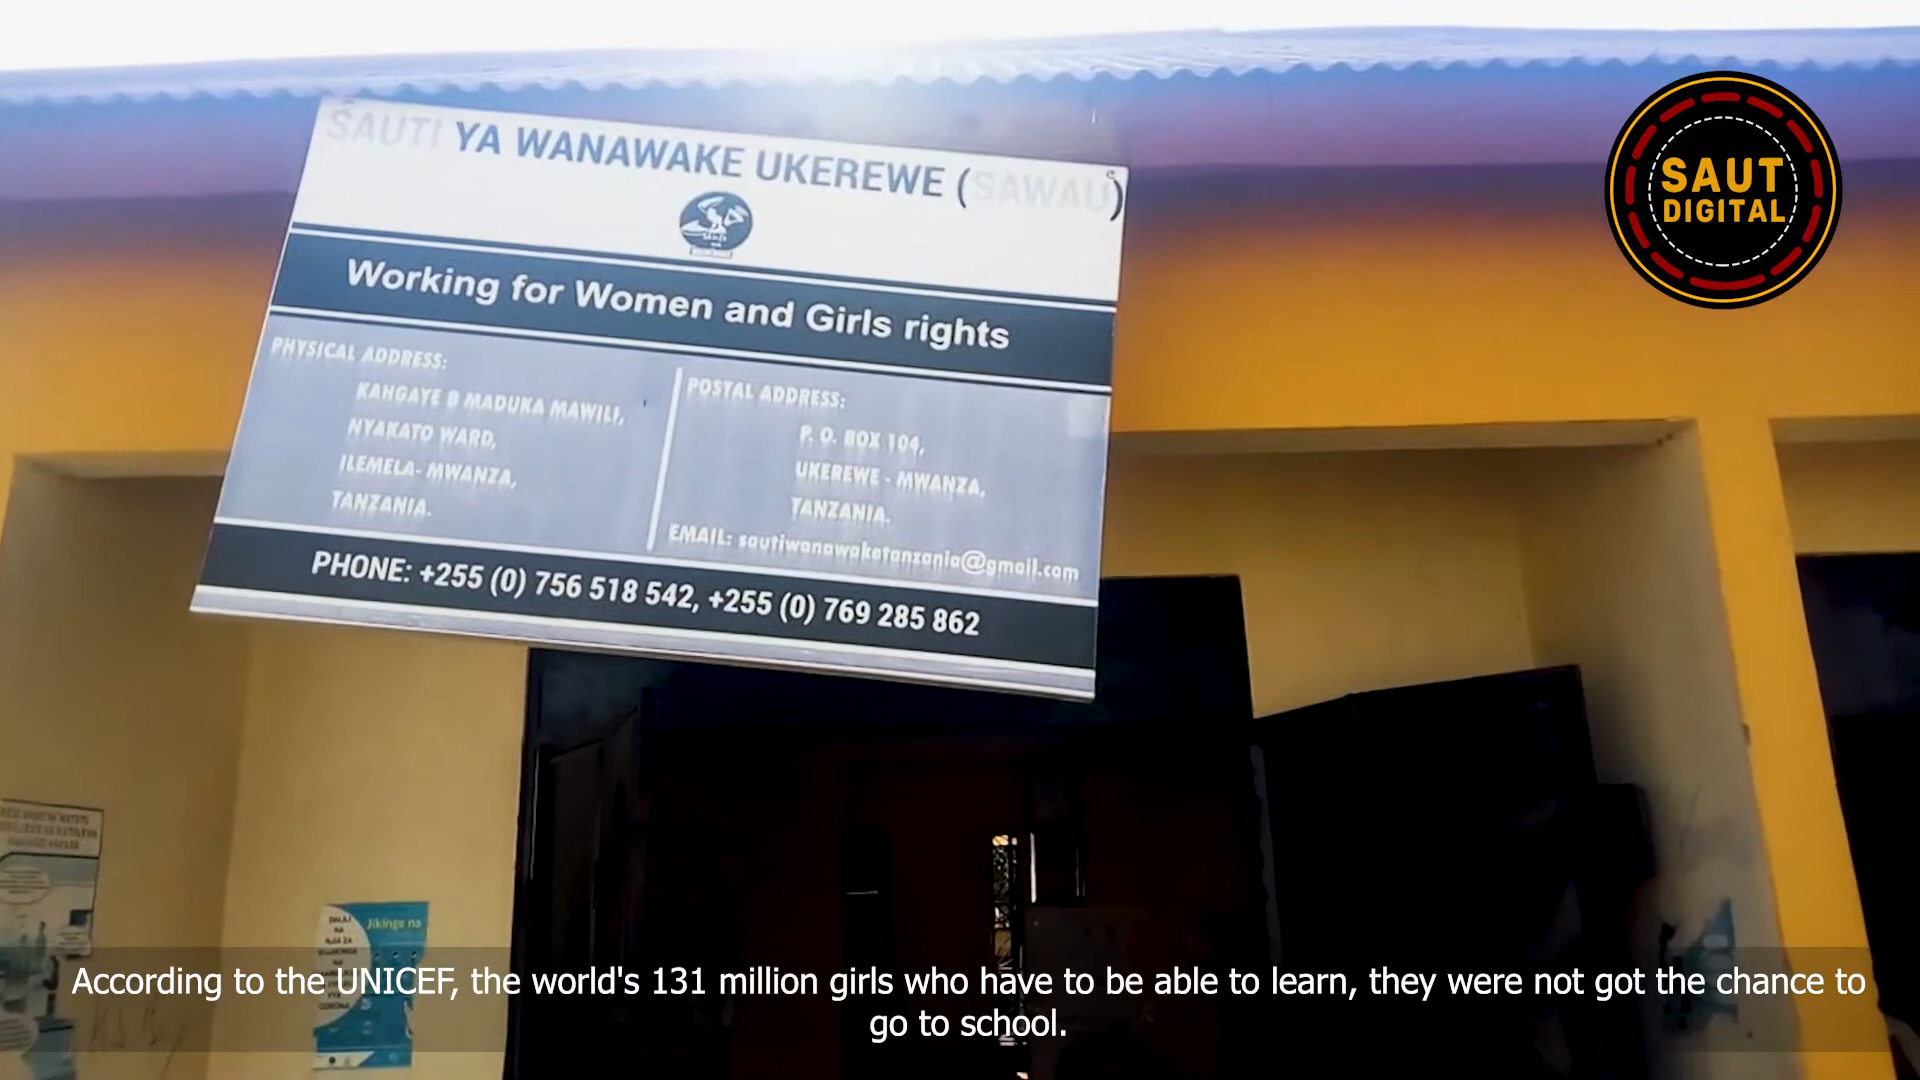 SAUTI YA WANAWAKE UKEREWE (SAWAU)
Working for Women and Girls rights
PHYSICAL ADDRESS:
KAHGAYE B MADUKA MAWILI,
NYAKATO WARD,
ILEMELA- MWANZA,
TANZANIA.
POSTAL ADDRESS:
P. O. BOX 104,
UKEREWE - MWANZA,
TANZANIA.
EMAIL: sautiwanawaketanzania@gmail.com
PHONE: +255 (0) 756 518 542, +255 (0) 769 285 862
SAUT
DIGITAL
Jikinge na
DALILI
NA
According to the UNICEF, the world's 131 million girls who have to be able to learn, they were not got the chance to
go to school.